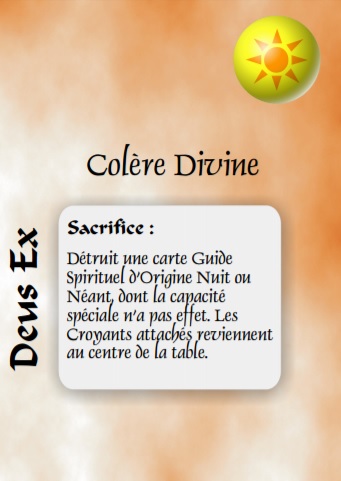 Colère Divine
Deus Ex
Sacrifice :
Détruit une carte Guide
Spirituel d'Origine Nuit ou
Néant, dont la capacité
spéciale n'a pas effet. Les
Croyants attachés reviennent
au centre de la table.